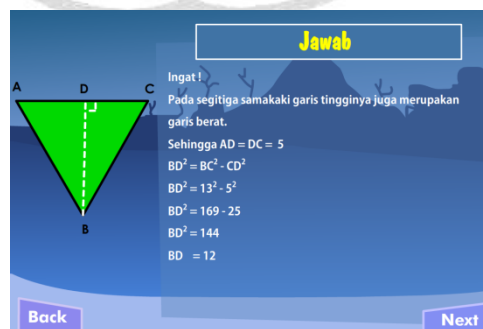 Jawab
Ingat !
A D C
Pada segitiga samakaki garis tingginya juga merupakan
garis berat.
Sehingga AD = DC = 5
BD² = BC² - CD²
BD² = 13² - 5²
BD² = 169 - 25
B
BD² = 144
BD = 12
Back
Next